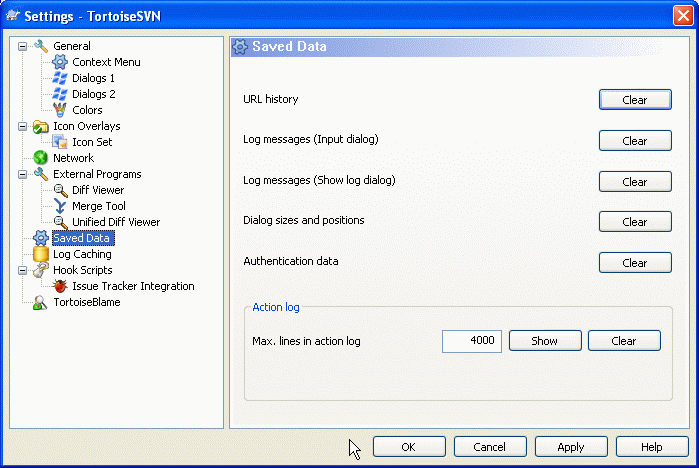 Settings - TortoiseSVN
General
Context Menu
Dialogs 1
Dialogs 2
Colors
Icon Overlays
Icon Set
Network
External Programs
Diff Viewer
Merge Tool
Unified Diff Viewer
Saved Data
Log Caching
Hook Scripts
Issue Tracker Integration
TortoiseBlame
Saved Data
URL history Clear
Log messages (Input dialog) Clear
Log messages (Show log dialog) Clear
Dialog sizes and positions Clear
Authentication data Clear
Action log
Max. lines in action log 4000 Show Clear
OK Cancel Apply Help